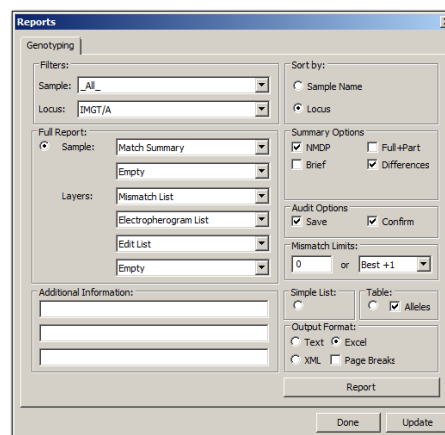 Reports
Genotyping
Filters:
Sample: _All_
Locus: IMGT/A
Sort by:
Sample Name
Locus
Full Report:
Sample: Match Summary
Empty
Layers: Mismatch List
Electropherogram List
Edit List
Empty
Summary Options
NMDP Full+Part
Brief Differences
Audit Options
Save Confirm
Mismatch Limits:
0 or Best +1
Additional Information:
Simple List:
Table:
Alleles
Output Format:
Text Excel
XML Page Breaks
Report
Done Update